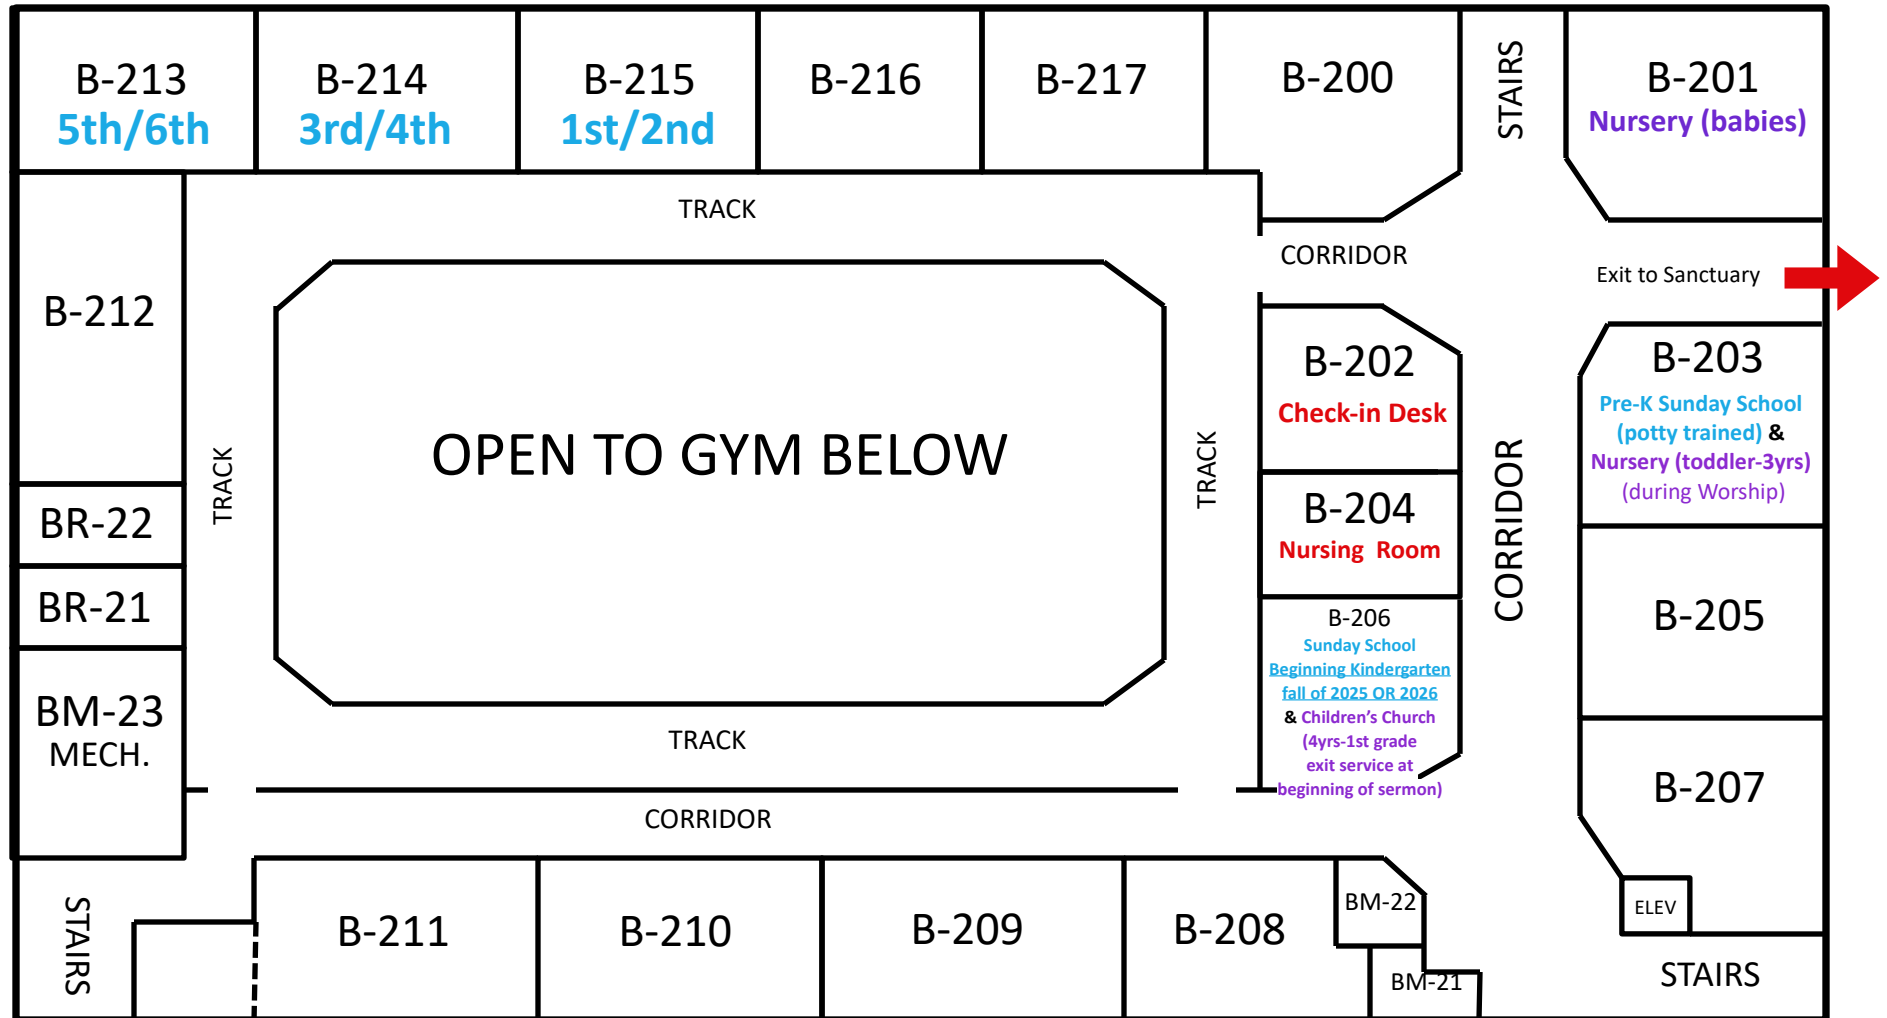 B-213
5th/6th
B-214
3rd/4th
B-215
1st/2nd
B-216
B-217
B-200
STAIRS
B-201
Nursery (babies)
TRACK
CORRIDOR
Exit to Sanctuary
B-212
B-202
Check-in Desk
B-203
Pre-K Sunday School
(potty trained) &
Nursery (toddler-3yrs)
(during Worship)
OPEN TO GYM BELOW
TRACK
TRACK
CORRIDOR
BR-22
B-204
Nursing Room
BR-21
B-205
B-206
Sunday School
Beginning Kindergarten
fall of 2025 OR 2026
& Children's Church
(4yrs-1st grade
exit service at
beginning of sermon)
BM-23
MECH.
TRACK
B-207
CORRIDOR
STAIRS
B-211
B-210
B-209
B-208
BM-22
BM-21
ELEV
STAIRS